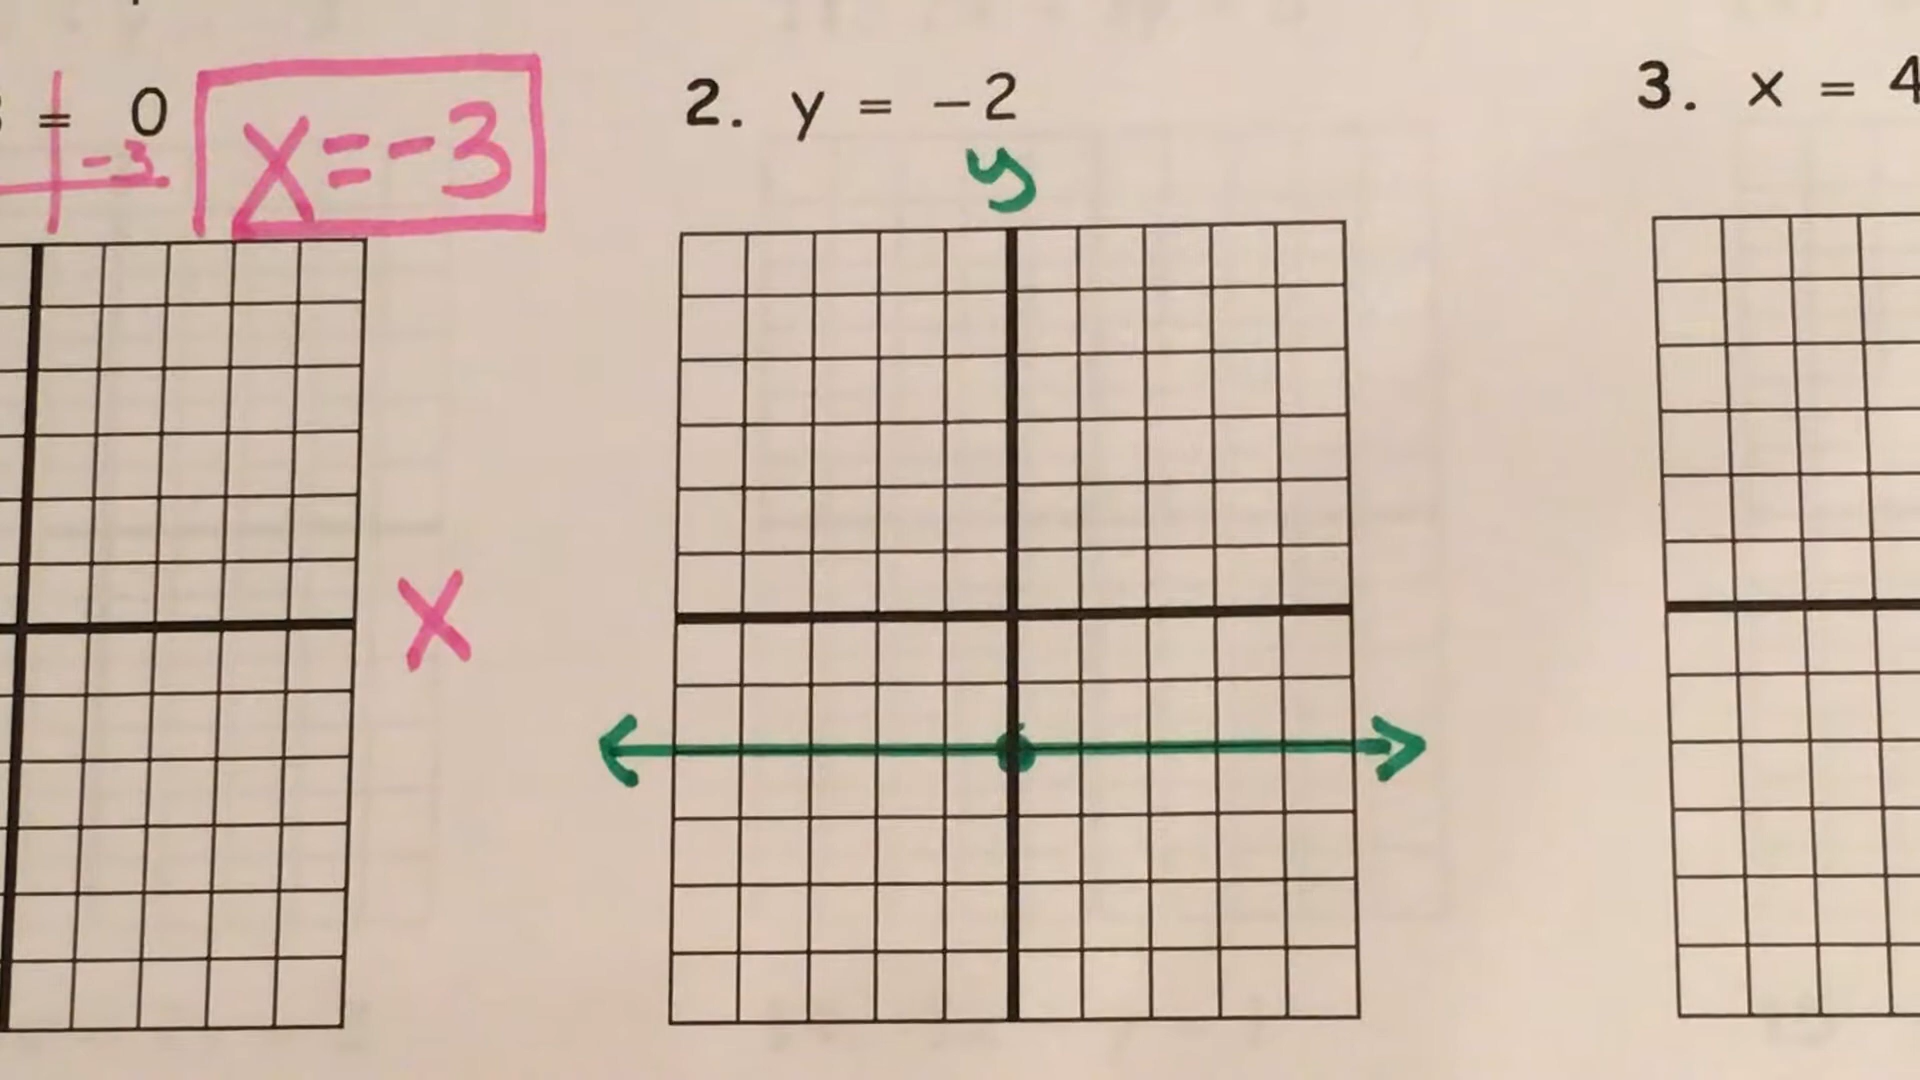 = 0
-3
x=-3
2. y = -2
y
3. x = 4
x